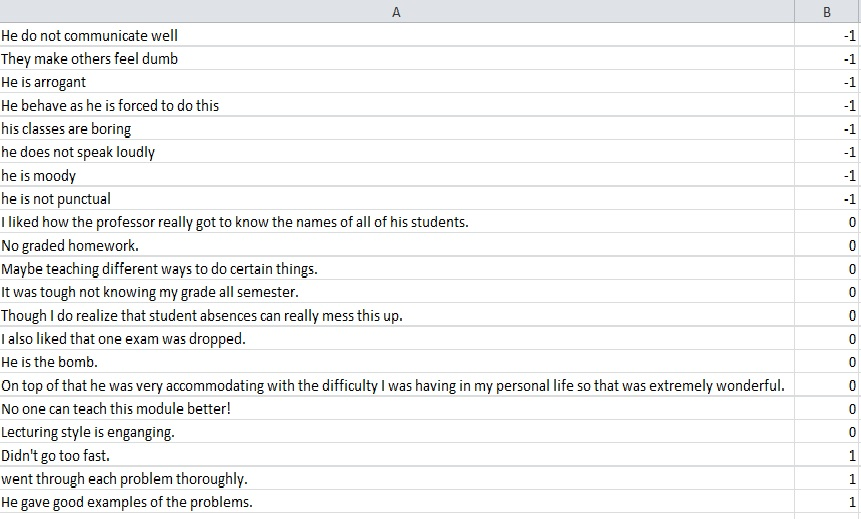 A B
He do not communicate well -1
They make others feel dumb -1
He is arrogant -1
He behave as he is forced to do this -1
his classes are boring -1
he does not speak loudly -1
he is moody -1
he is not punctual -1
I liked how the professor really got to know the names of all of his students. 0
No graded homework. 0
Maybe teaching different ways to do certain things. 0
It was tough not knowing my grade all semester. 0
Though I do realize that student absences can really mess this up. 0
I also liked that one exam was dropped. 0
He is the bomb. 0
On top of that he was very accommodating with the difficulty I was having in my personal life so that was extremely wonderful. 0
No one can teach this module better! 0
Lecturing style is enganging. 0
Didn't go too fast. 1
went through each problem thoroughly. 1
He gave good examples of the problems. 1